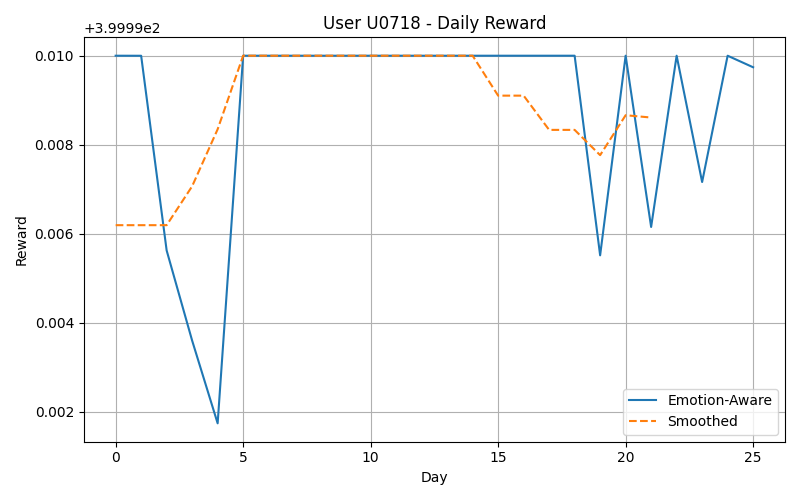 User U0718 - Daily Reward
+3.9999e2
0.010
0.008
0.006
0.004
0.002
Reward
0 5 10 15 20 25
Day
Emotion-Aware
Smoothed